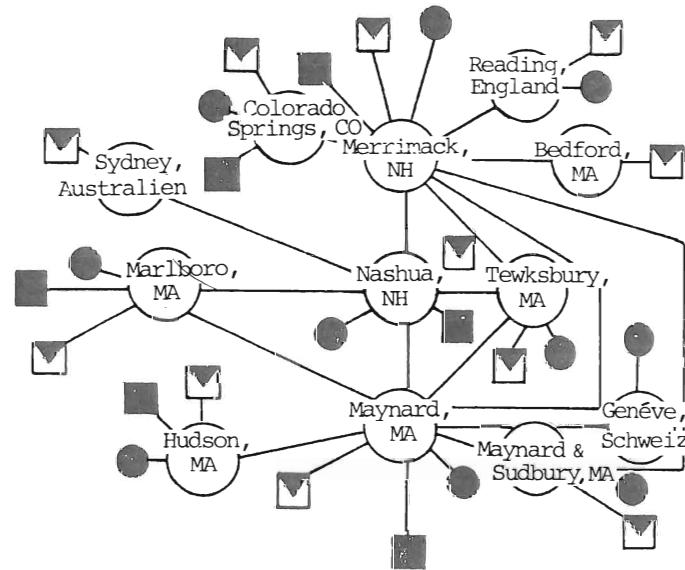 Reading,
England
Colorado
Springs, CO
Merrimack,
NH
Bedford,
MA
Sydney,
Australien
Marlboro,
MA
Nashua,
NH
Tewksbury,
MA
Maynard,
MA
Genéve,
Schweiz
Hudson,
MA
Maynard &
Sudbury, MA